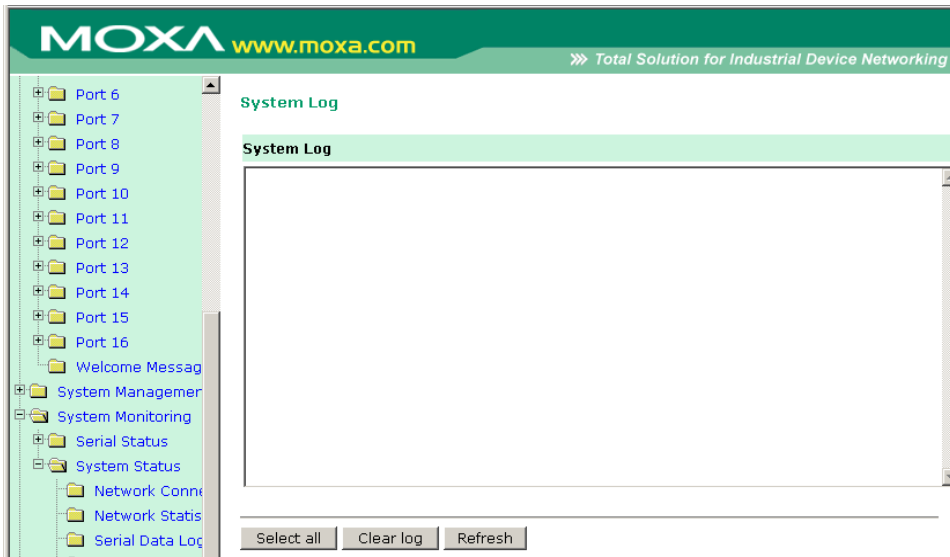 MOXA www.moxa.com
Total Solution for Industrial Device Networking
Port 6
Port 7
Port 8
Port 9
Port 10
Port 11
Port 12
Port 13
Port 14
Port 15
Port 16
Welcome Messag
System Managemen
System Monitoring
Serial Status
System Status
Network Conne
Network Statis
Serial Data Log
System Log
System Log
Select all Clear log Refresh